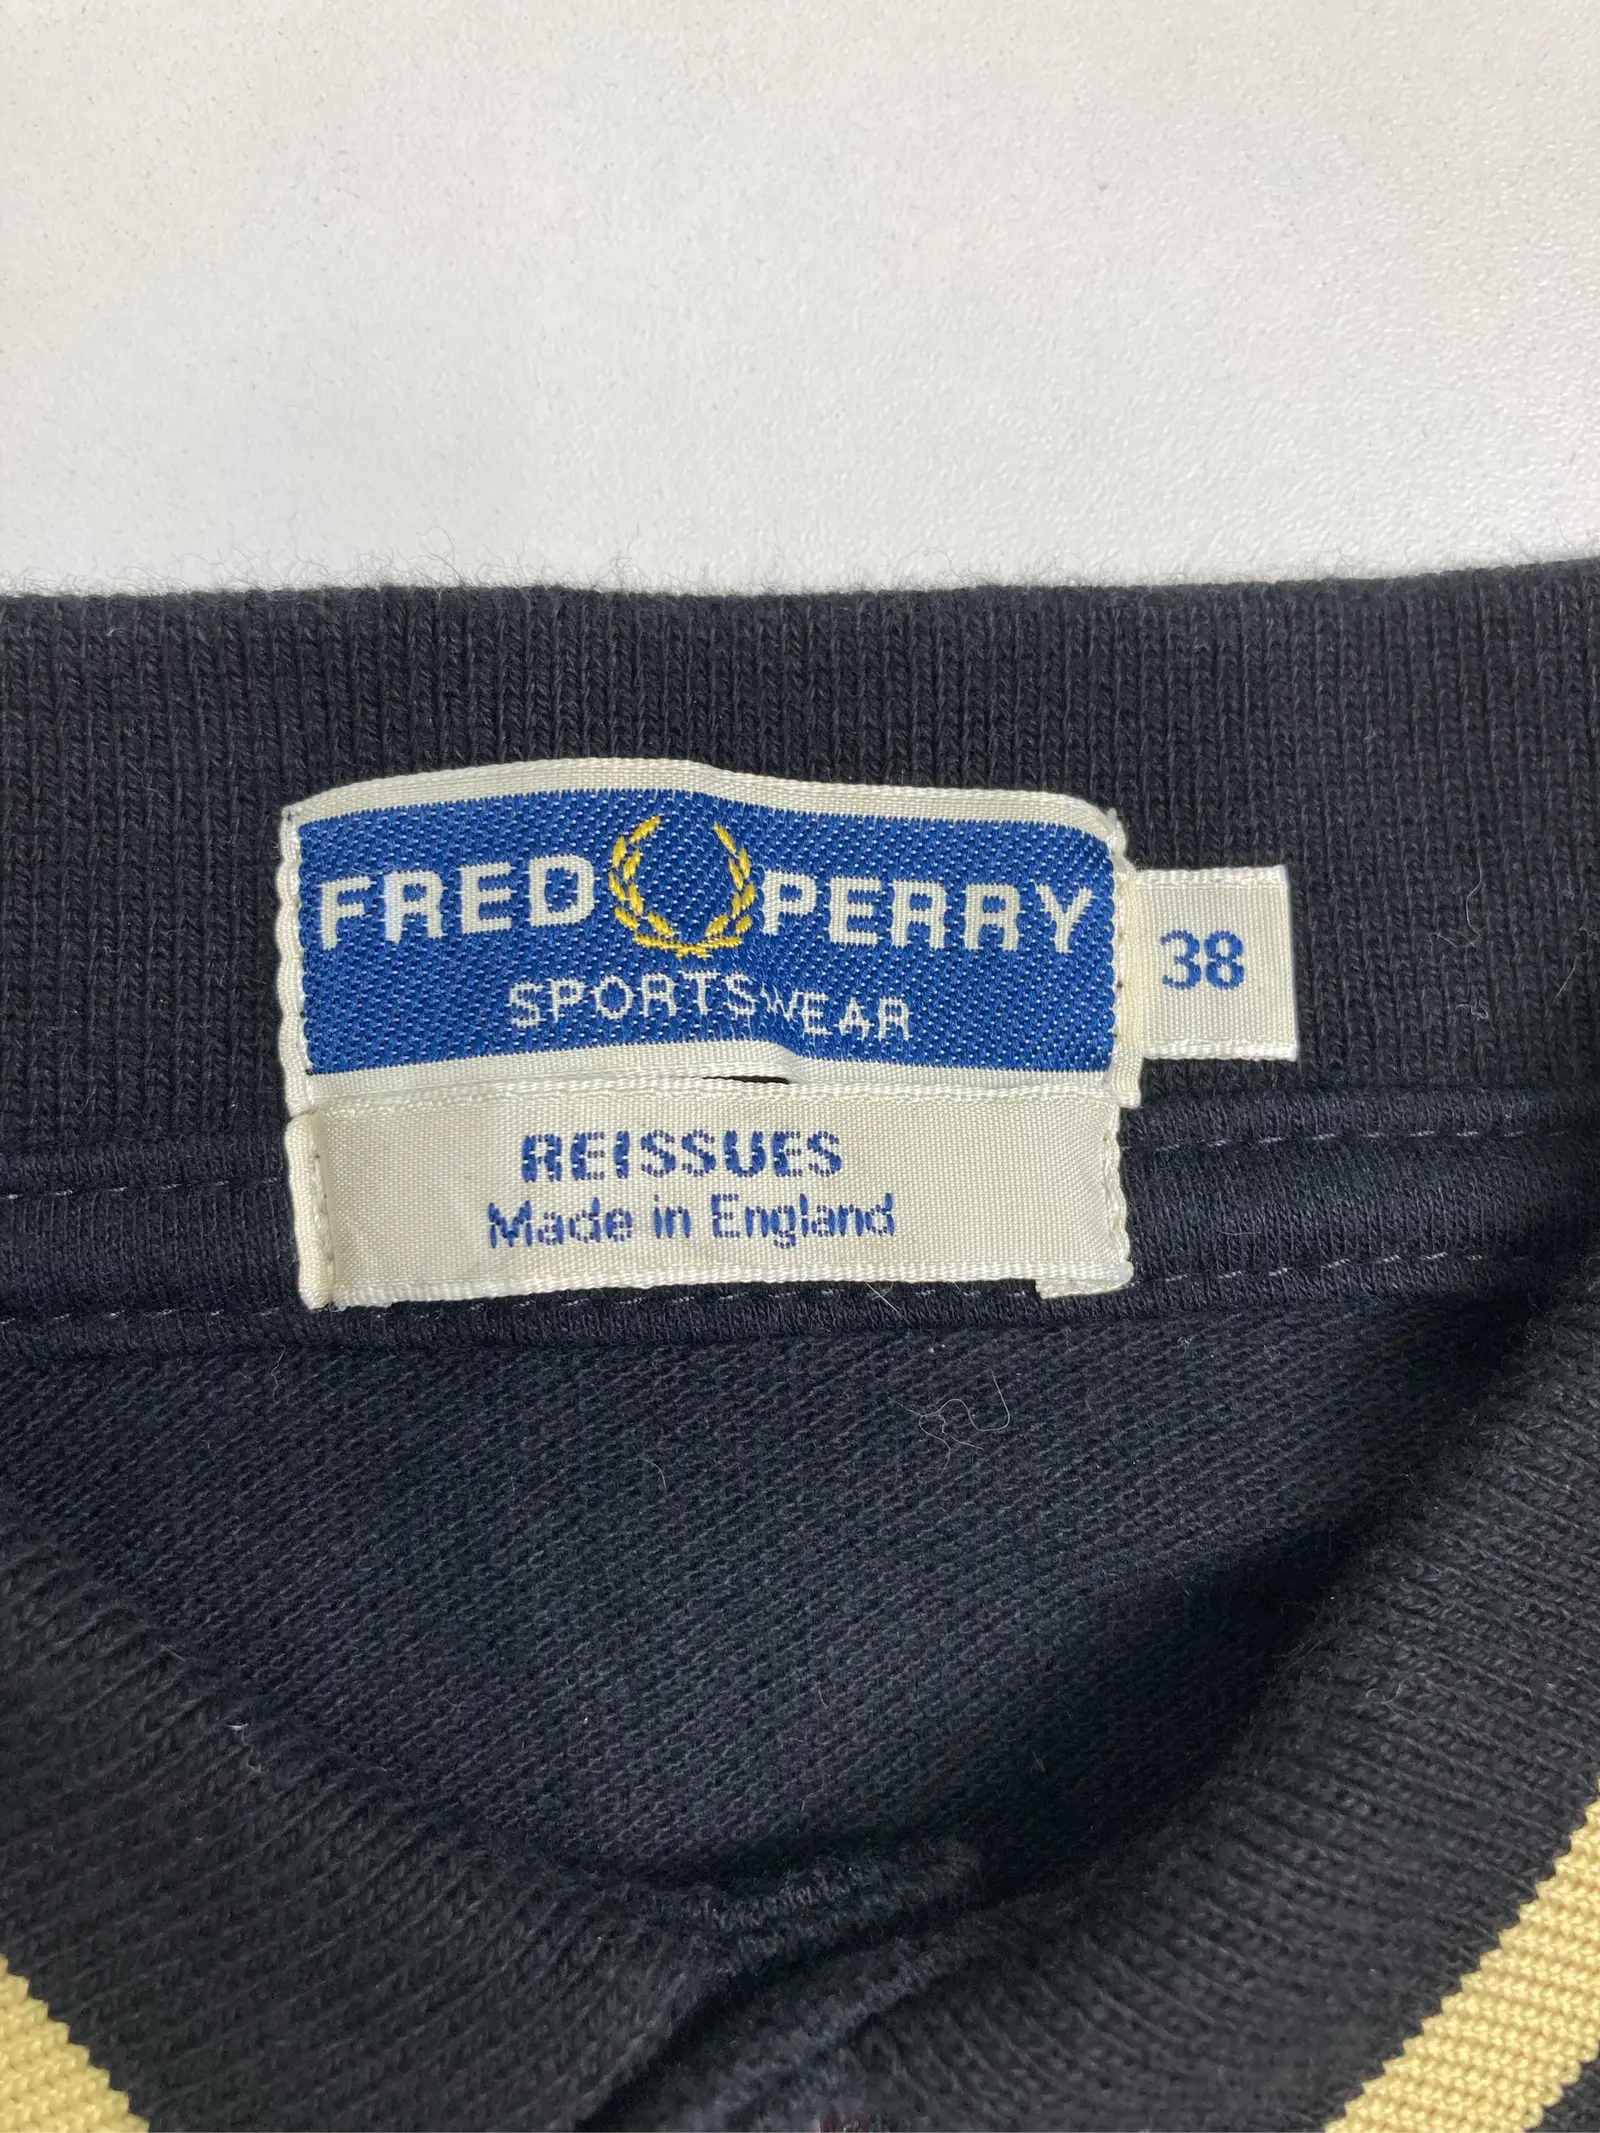 FRED PERRY
SPORTSWEAR
38
REISSUES
Made in England